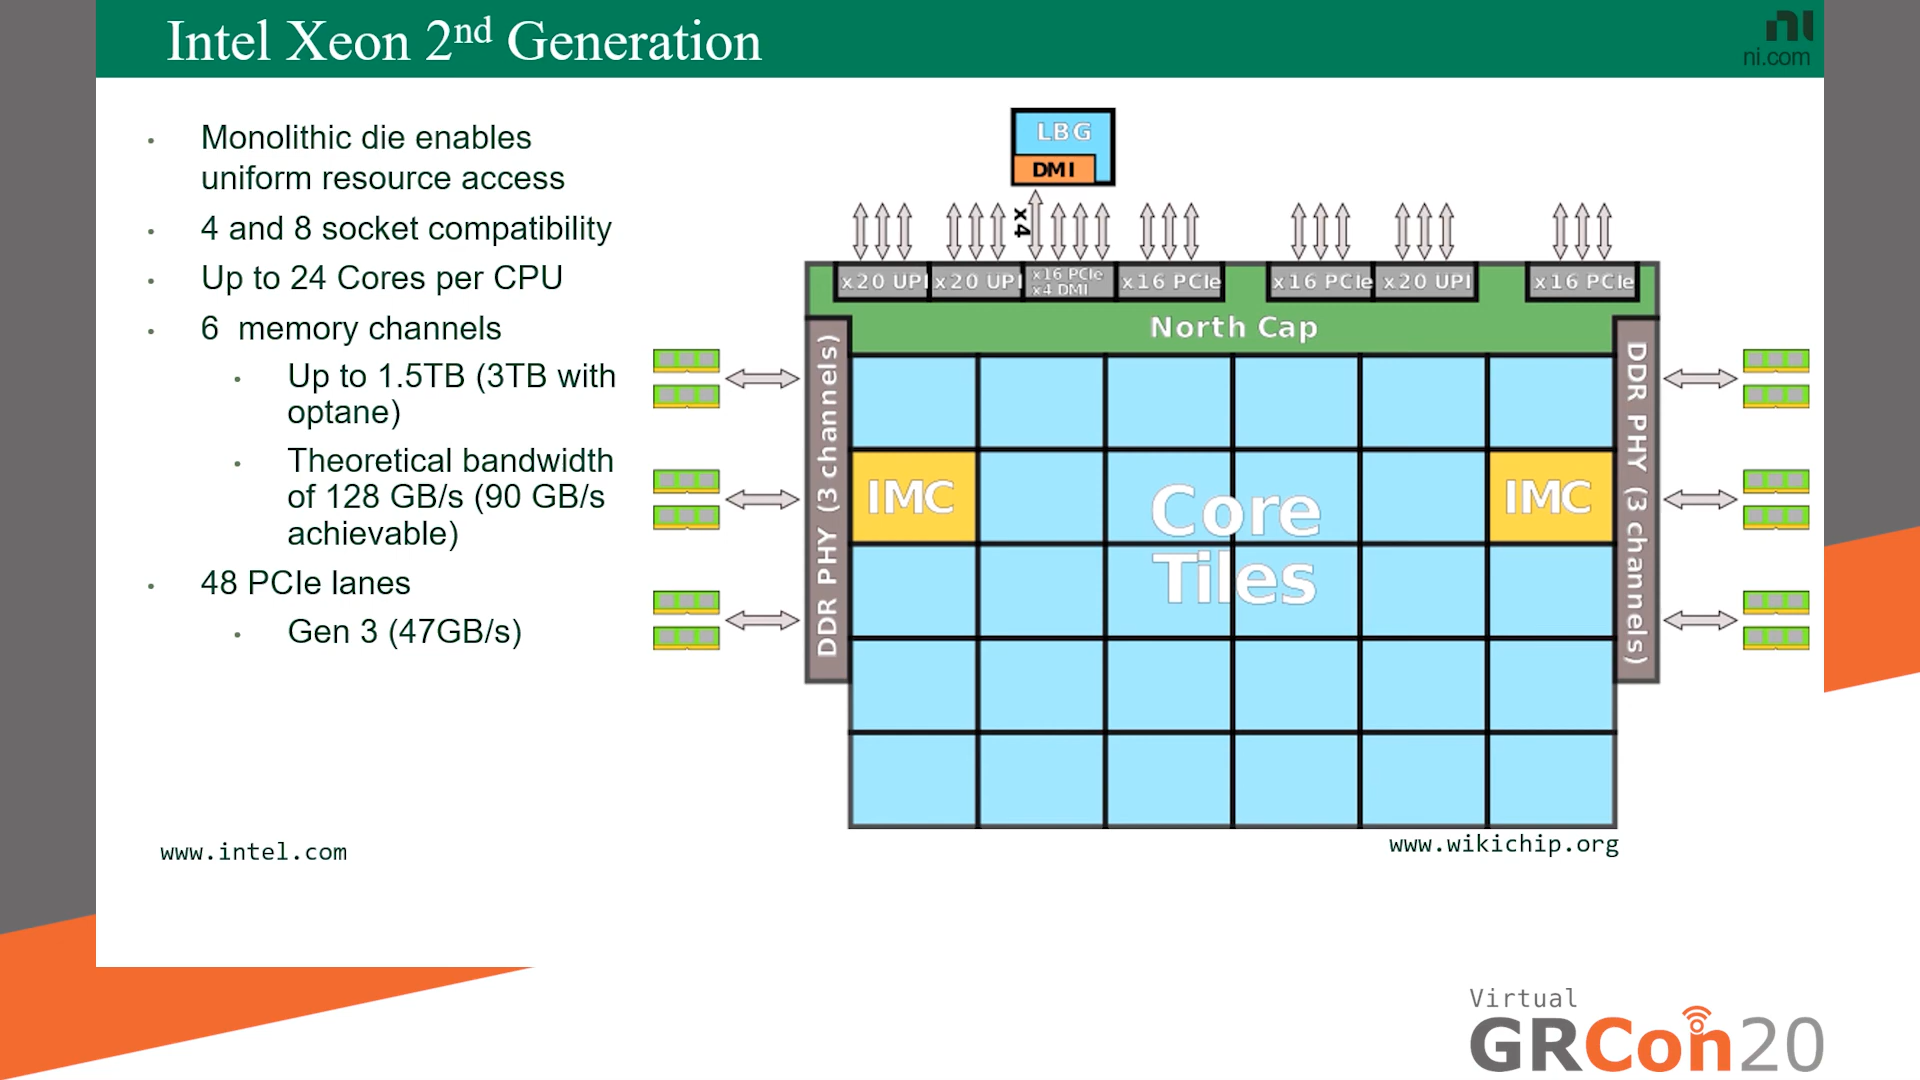 Intel Xeon 2nd Generation
ni
ni.com
Monolithic die enables
uniform resource access
4 and 8 socket compatibility
Up to 24 Cores per CPU
6 memory channels
Up to 1.5TB (3TB with
optane)
Theoretical bandwidth
of 128 GB/s (90 GB/s
achievable)
48 PCIe lanes
Gen 3 (47GB/s)
www.intel.com
LBG
DMI
x4
x20 UPI
x20 UPI
x16 PCIe
x4 DMI
x16 PCIe
x16 PCIe
x20 UPI
x16 PCIe
North Cap
DDR PHY (3 channels)
IMC
Core
Tiles
IMC
DDR PHY (3 channels)
www.wikichip.org
Virtual
GRCon20